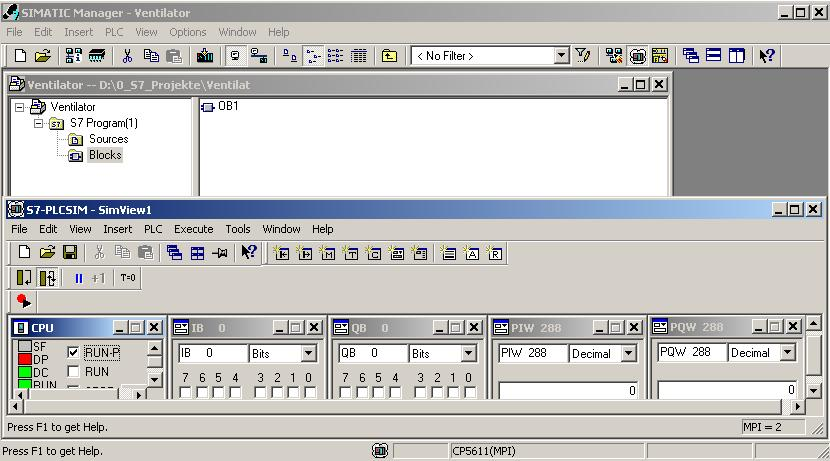 SIMATIC Manager - Ventilator
File Edit Insert PLC View Options Window Help
< No Filter >
Ventilator -- D:\0_S7_Projekte\Ventilat
Ventilator
OB1
S7 Program(1)
Sources
Blocks
S7-PLCSIM - SimView1
File Edit View Insert PLC Execute Tools Window Help
+1 T=0
CPU
SF
DP
DC
RUN
RUN-P
RUN
IB 0
IB 0 Bits
7 6 5 4 3 2 1 0
QB 0
QB 0 Bits
7 6 5 4 3 2 1 0
PIW 288
PIW 288 Decimal
0
PQW 288
PQW 288 Decimal
0
Press F1 to get Help. MPI = 2
Press F1 to get Help. CP5611(MPI)